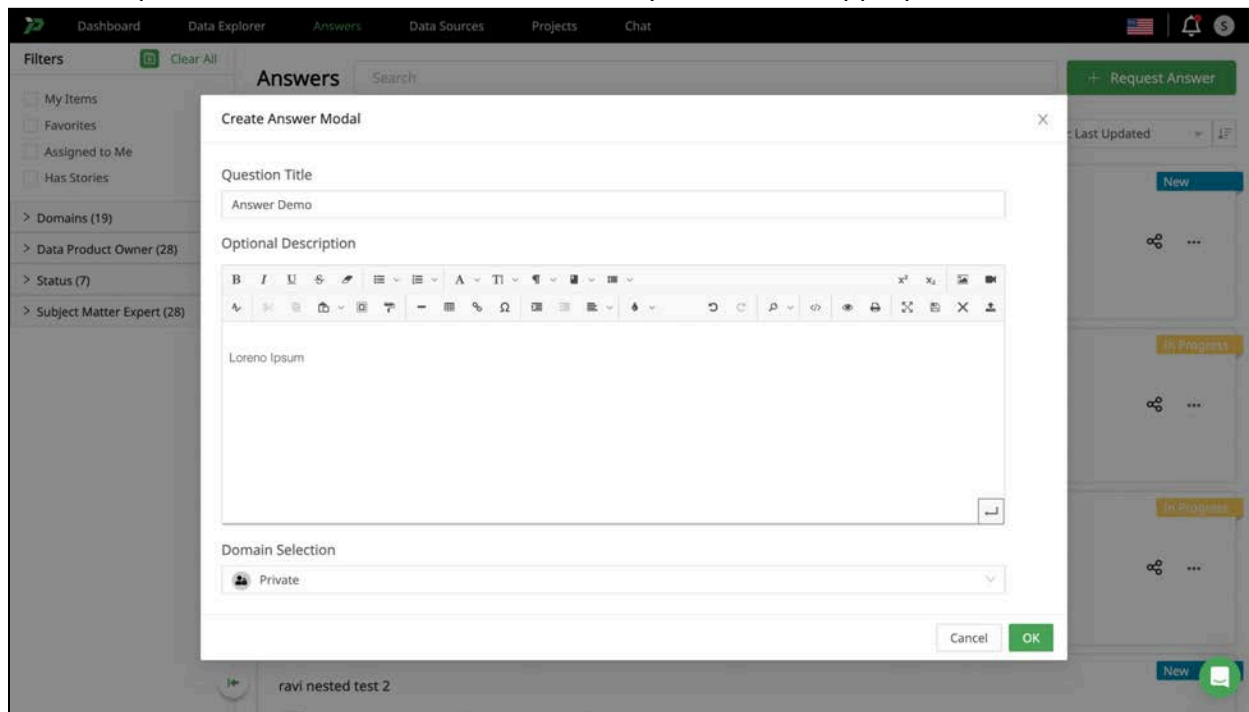 Dashboard
Data Explorer
Answers
Data Sources
Projects
Chat
S
Filters
Clear All
Answers
Search
+ Request Answer
My Items
Favorites
Assigned to Me
Has Stories
: Last Updated
> Domains (19)
> Data Product Owner (28)
> Status (7)
> Subject Matter Expert (28)
Create Answer Modal
Question Title
Answer Demo
Optional Description
Loreno Ipsum
Domain Selection
Private
Cancel
OK
New
In Progress
In Progress
New
ravi nested test 2